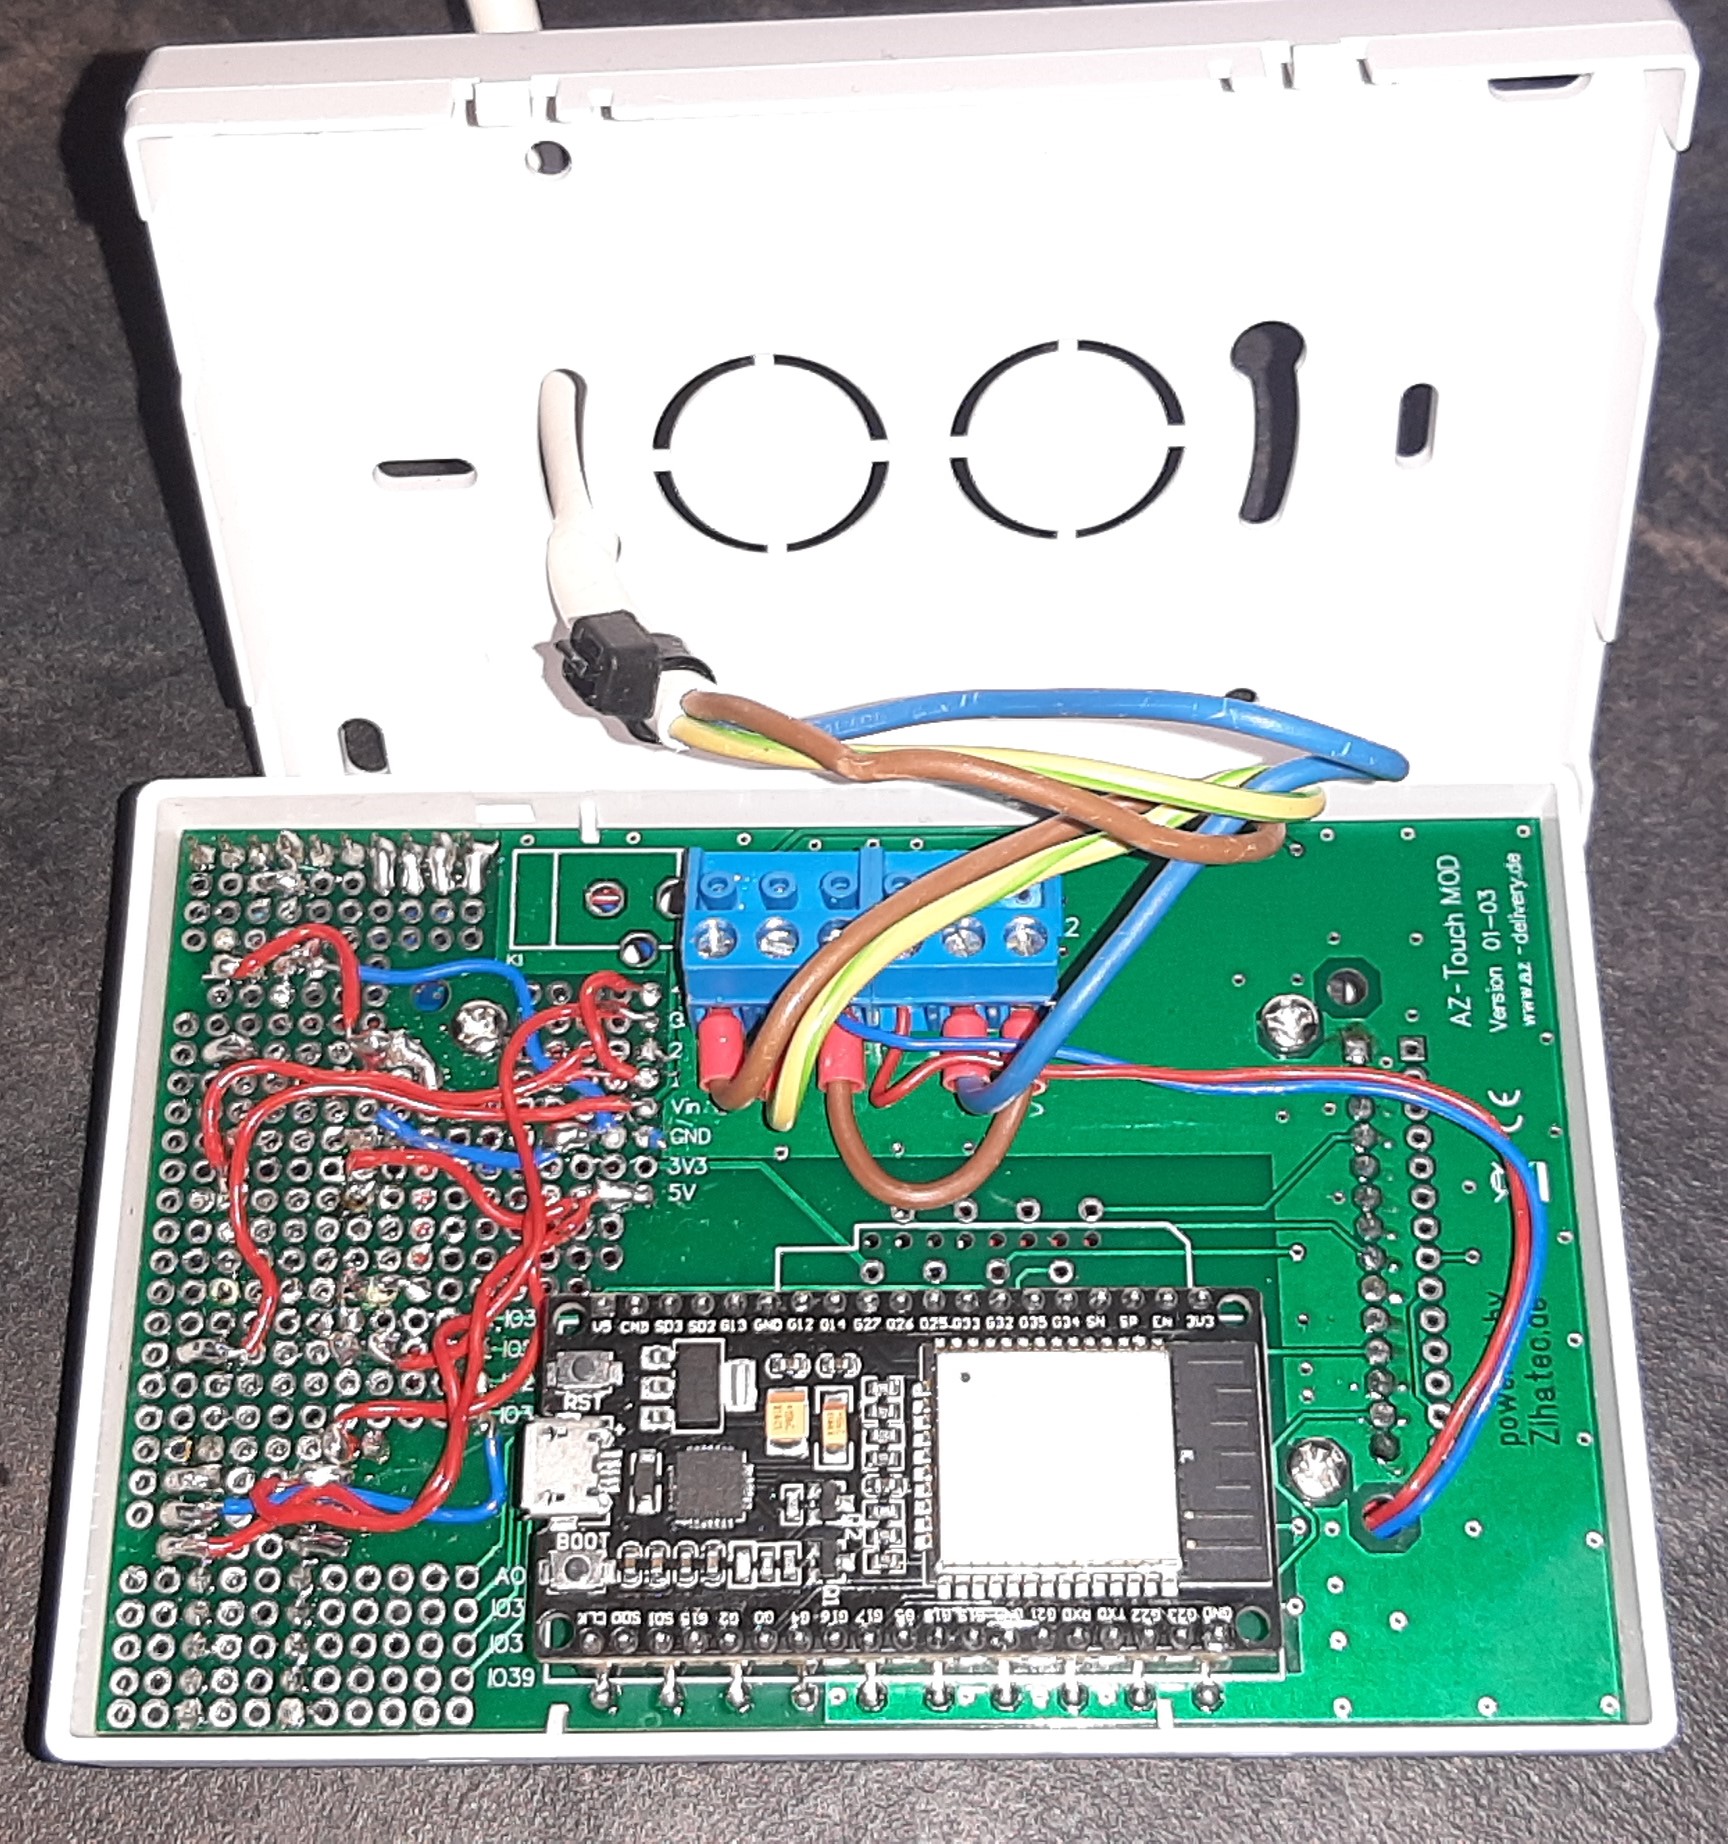 K1
2
AZ-Touch MOD
Version 01-03
www.az-delivery.de
CE
2
Vin
GND
3V3
5V
V5 CMD SD3 SD2 G13 GND G12 G14 G27 G26 G25 G33 G32 G35 G34 SN SP EN 3V3
RST
BOOT
CLK SD0 SD1 G15 G2 G0 G4 G16 G17 G5 G18 G19 G21 RXD TXD G22 G23 GND
by
Zihatec.de
A0
IO39